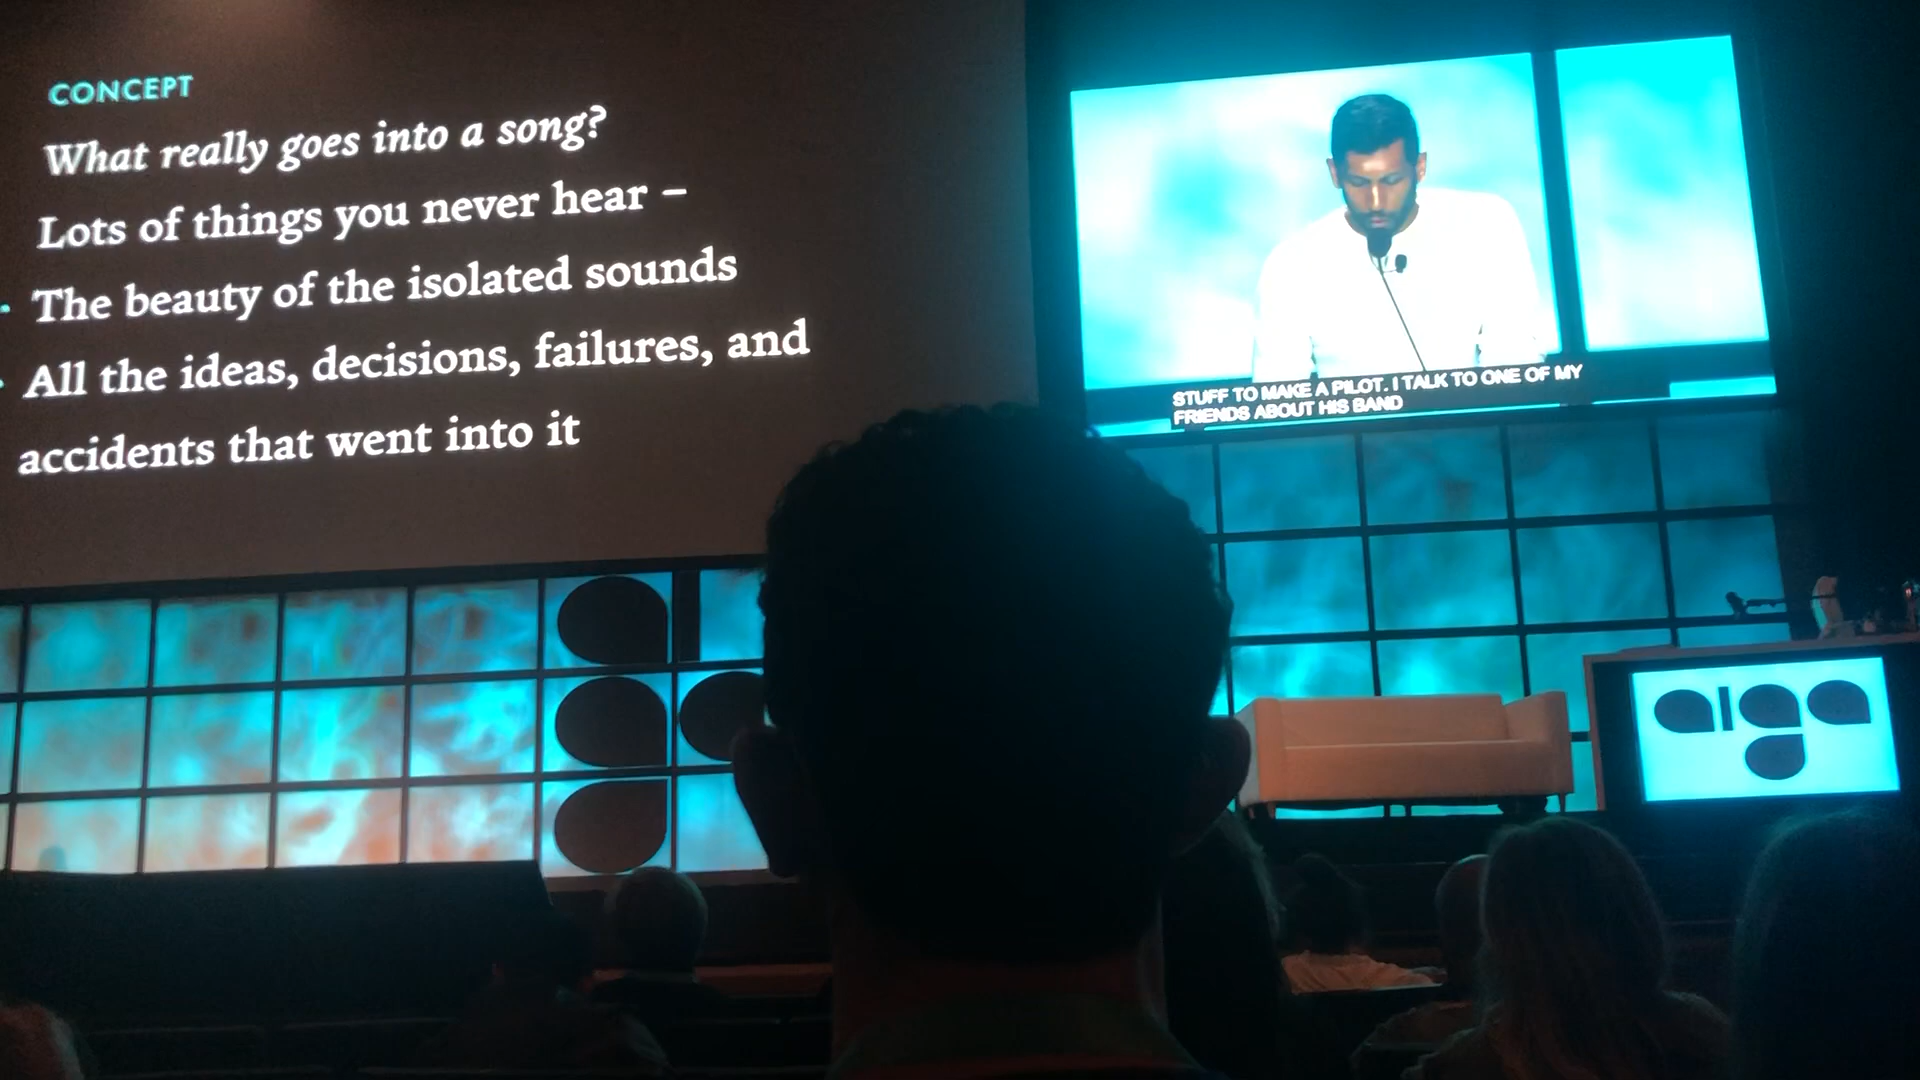 CONCEPT
What really goes into a song?
Lots of things you never hear –
The beauty of the isolated sounds
All the ideas, decisions, failures, and
accidents that went into it
STUFF TO MAKE A PILOT. I TALK TO ONE OF MY
FRIENDS ABOUT HIS BAND
aiga